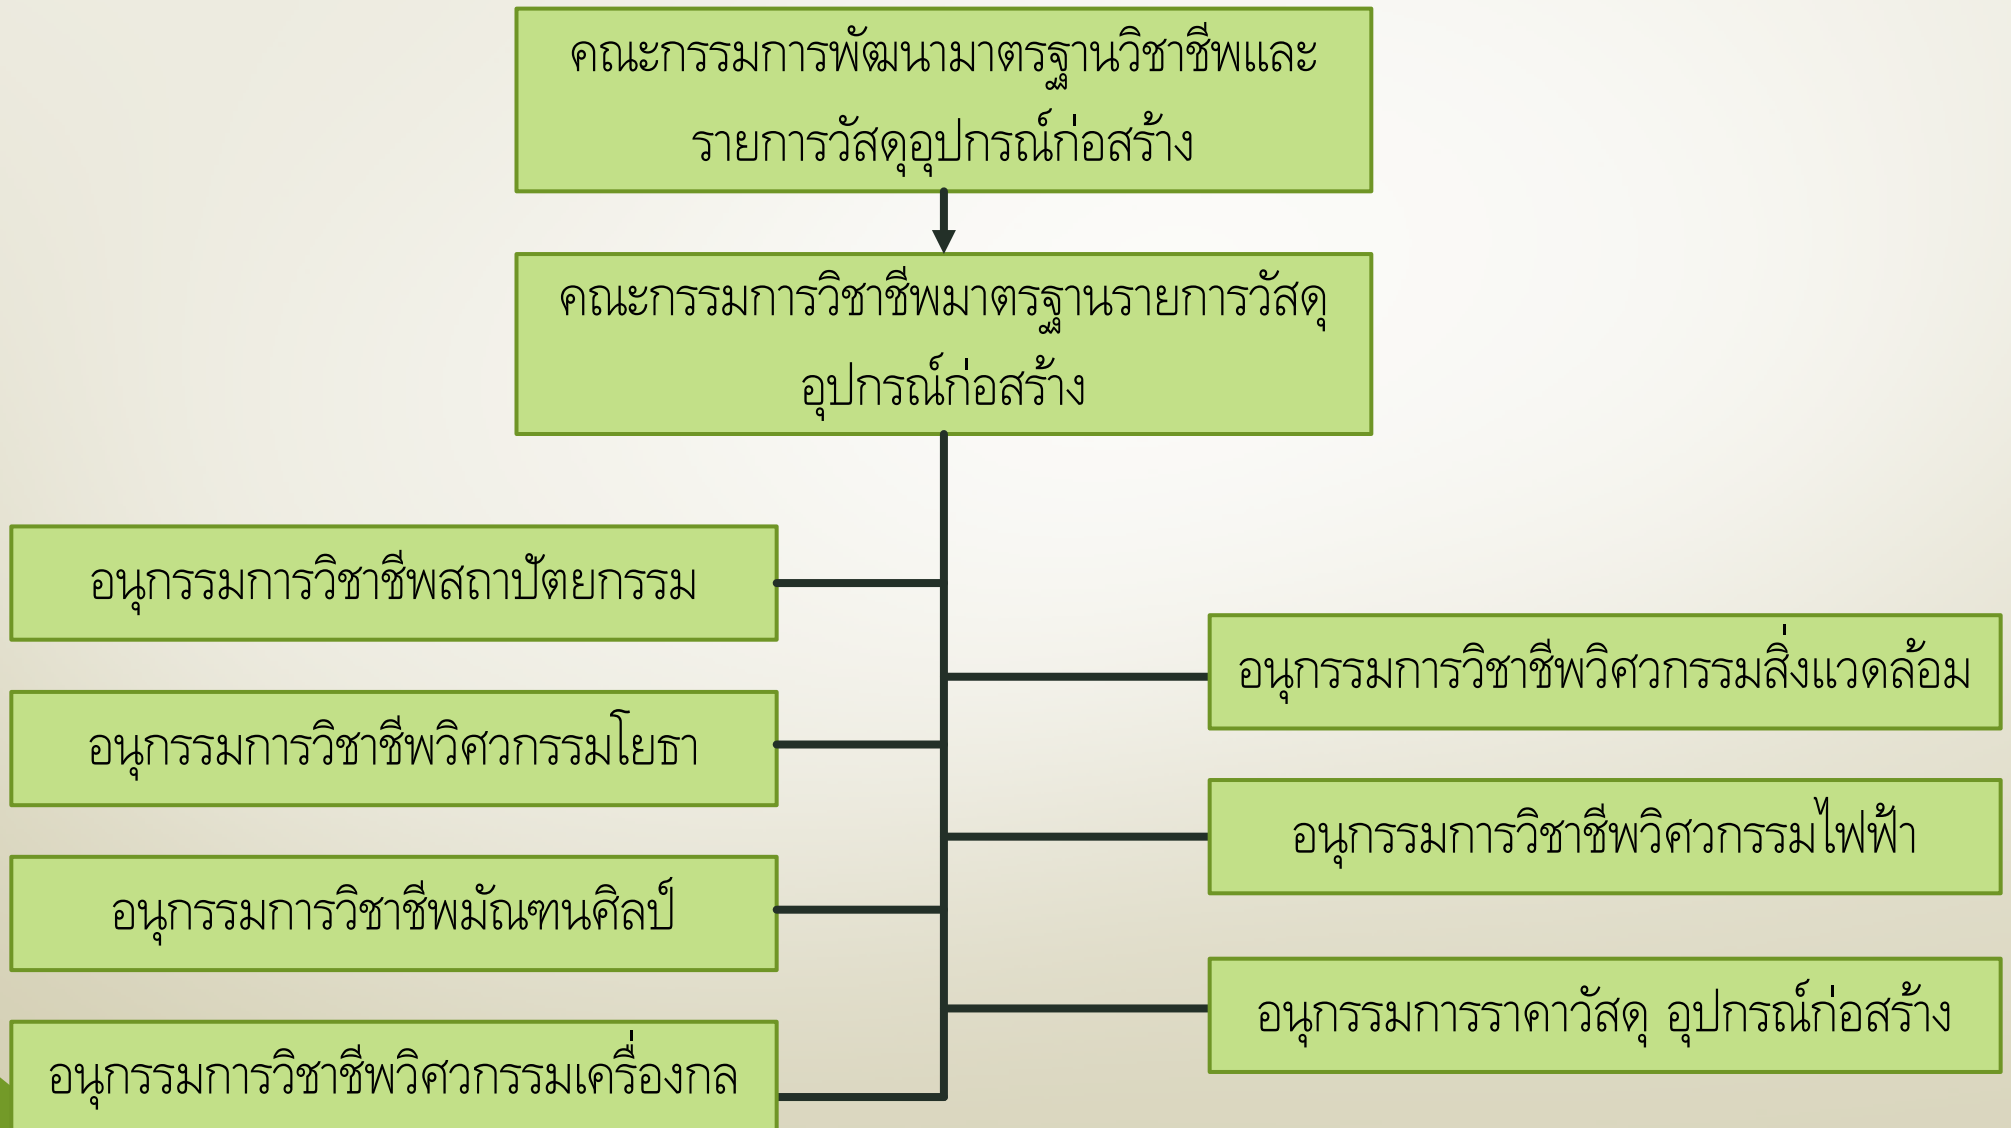 คณะกรรมการพัฒนามาตรฐานวิชาชีพและ
รายการวัสดุอุปกรณ์ก่อสร้าง
คณะกรรมการวิชาชีพมาตรฐานรายการวัสดุ
อุปกรณ์ก่อสร้าง
อนุกรรมการวิชาชีพสถาปัตยกรรม
อนุกรรมการวิชาชีพวิศวกรรมโยธา
อนุกรรมการวิชาชีพมัณฑนศิลป์
อนุกรรมการวิชาชีพวิศวกรรมเครื่องกล
อนุกรรมการวิชาชีพวิศวกรรมสิ่งแวดล้อม
อนุกรรมการวิชาชีพวิศวกรรมไฟฟ้า
อนุกรรมการราคาวัสดุ อุปกรณ์ก่อสร้าง